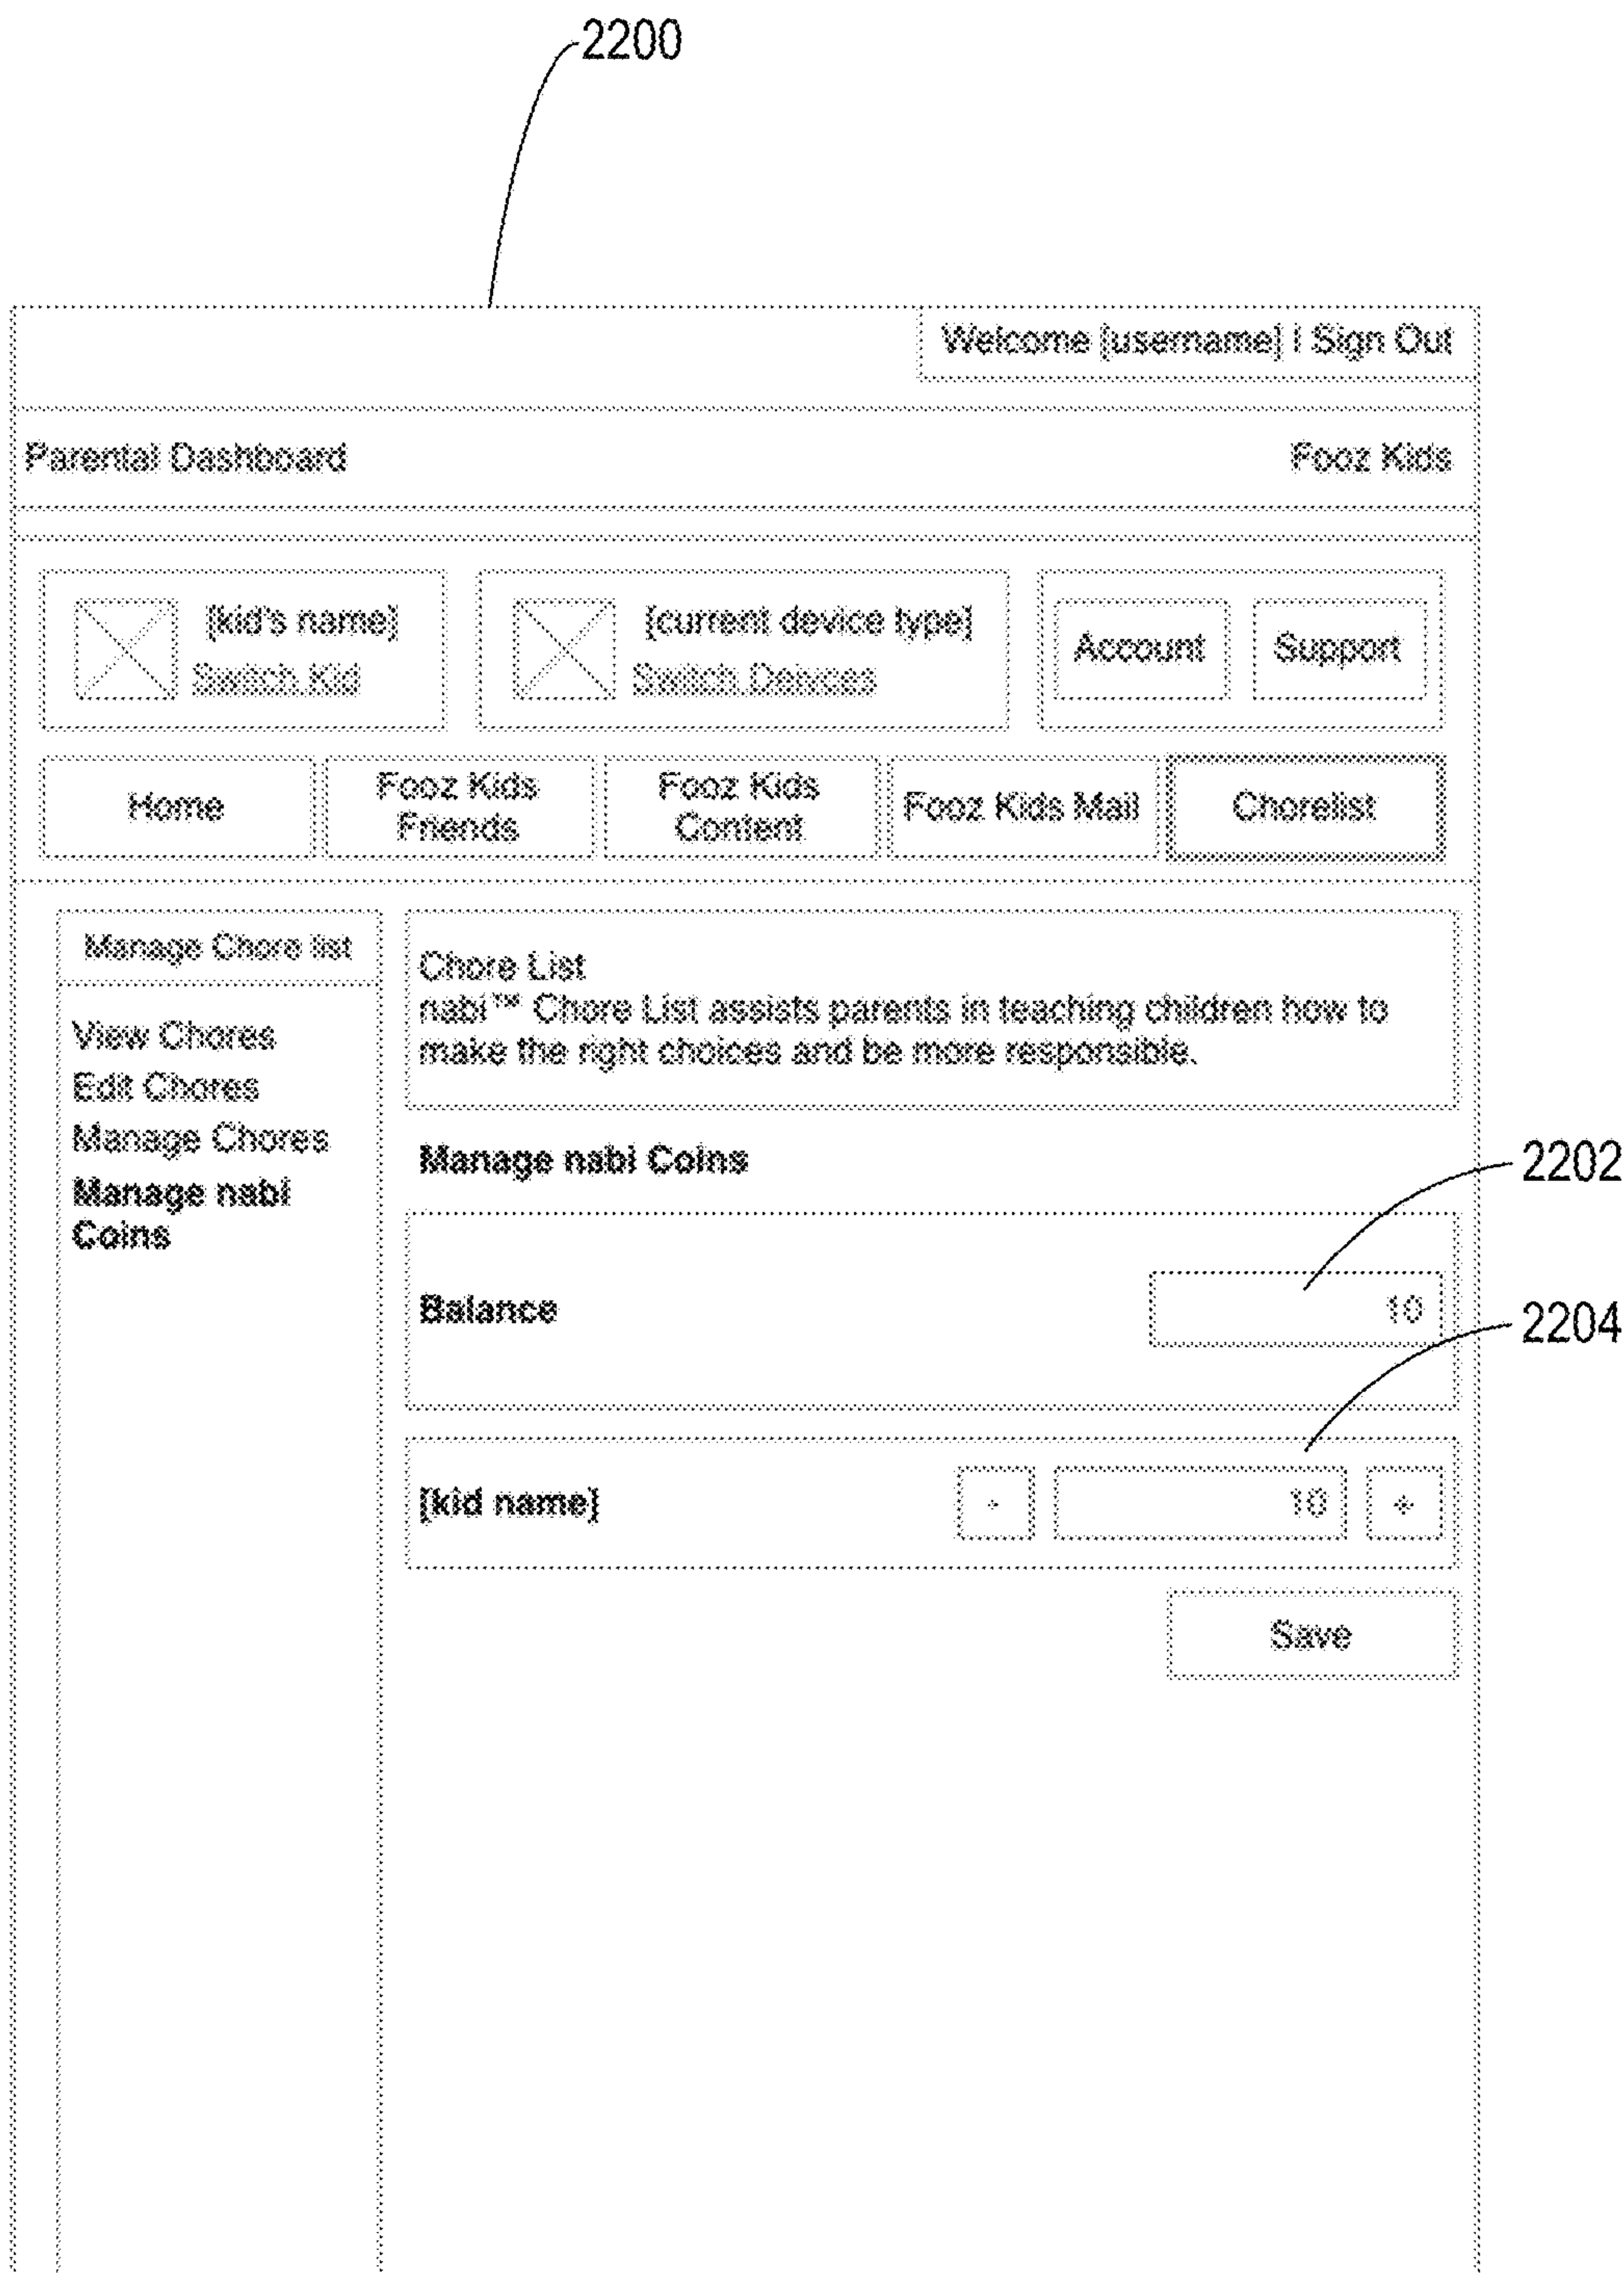 2200
Welcome [username] | Sign Out
Parental Dashboard
Fooz Kids
[kid's name]
Switch Kid
[current device type]
Switch Deivces
Account
Support
Home
Fooz Kids
Friends
Fooz Kids
Content
Fooz Kids Mail
Chorelist
Manage Chore list
View Chores
Edit Chores
Manage Chores
Manage nabi
Coins
Chore List
nabi™ Chore List assists parents in teaching children how to
make the right choices and be more responsible.
Manage nabi Coins
2202
Balance
10
2204
[kid name]
-
10
+
Save